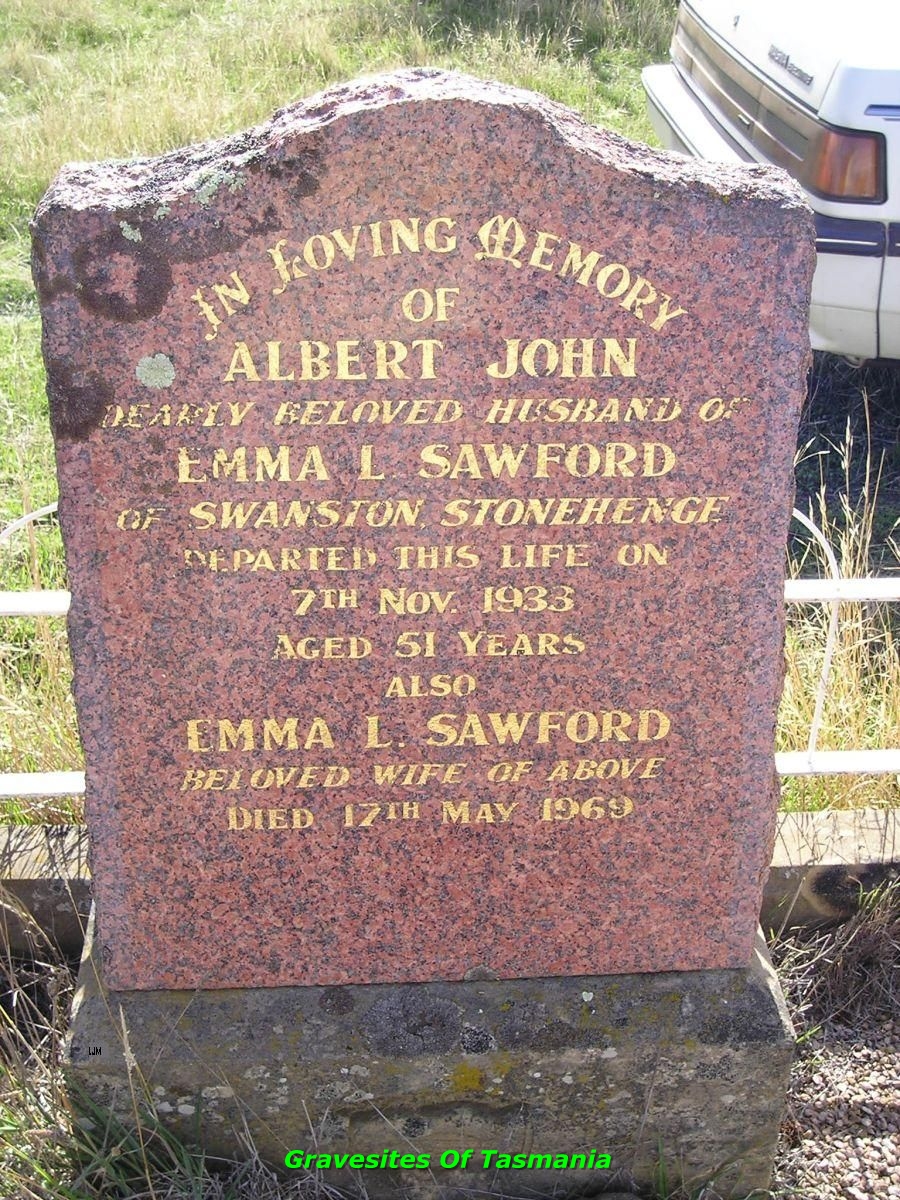 IN LOVING MEMORY
OF
ALBERT JOHN
DEARLY BELOVED HUSBAND OF
EMMA L SAWFORD
OF SWANSTON, STONEHENGE
DEPARTED THIS LIFE ON
7TH NOV. 1933
AGED 51 YEARS
ALSO
EMMA L. SAWFORD
BELOVED WIFE OF ABOVE
DIED 17TH MAY 1969
IJM
Gravesites Of Tasmania